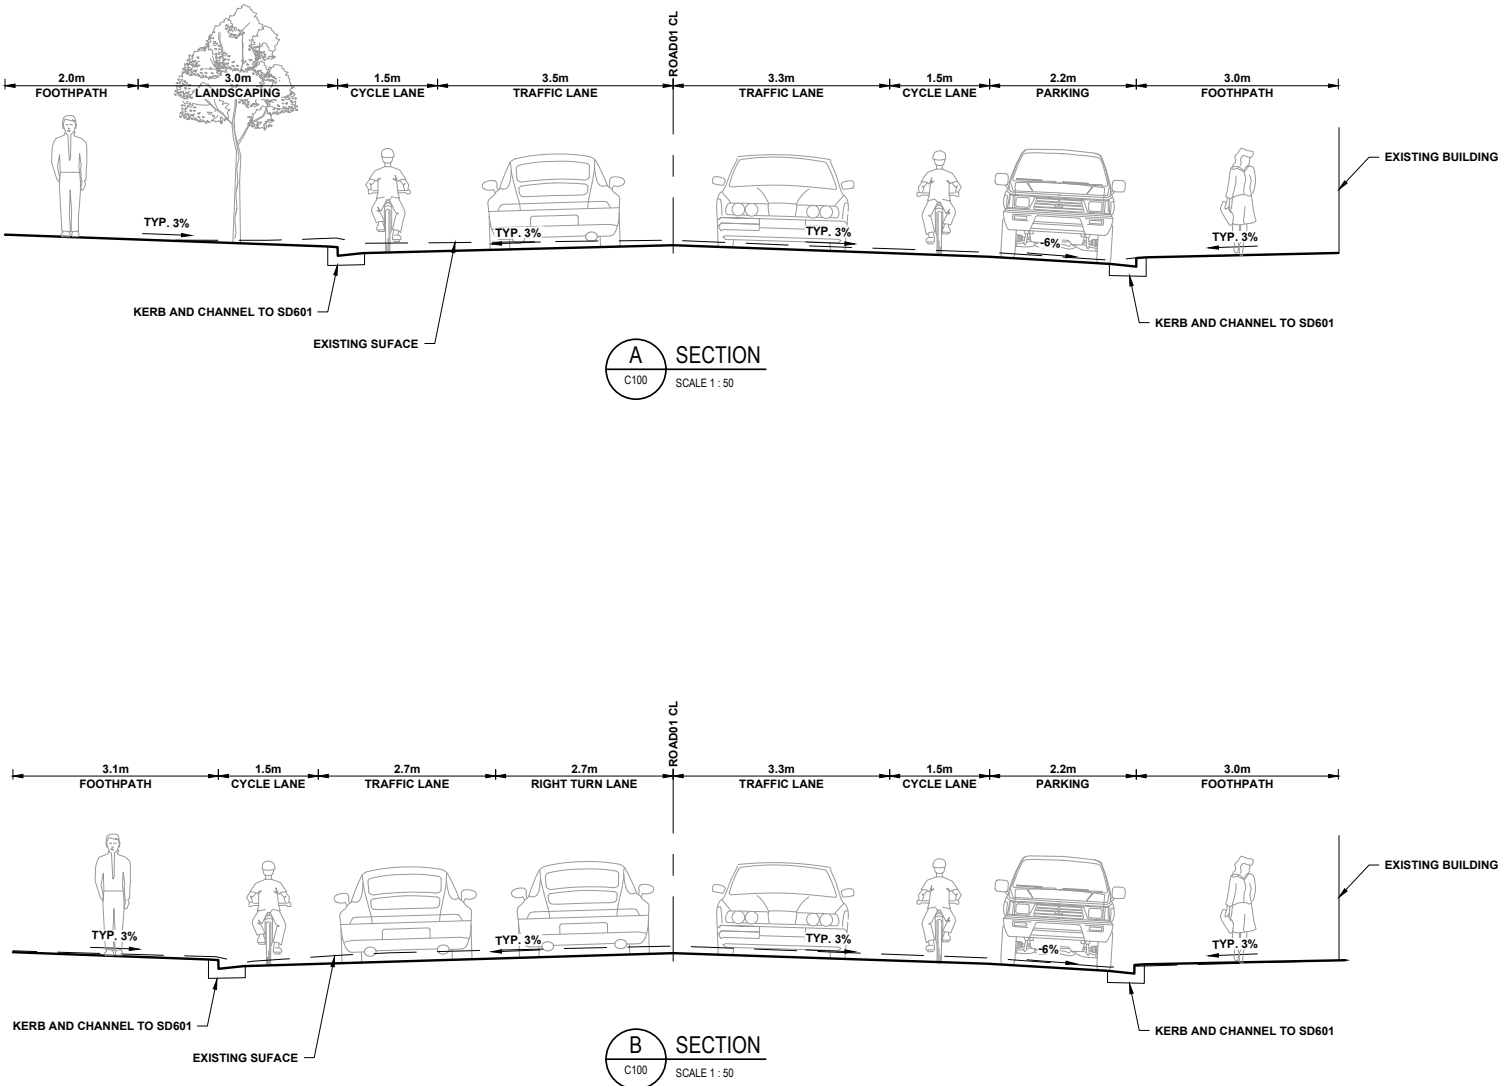 ROAD01 CL
2.0m 3.0m 1.5m 3.5m 3.3m 1.5m 2.2m 3.0m
FOOTHPATH LANDSCAPING CYCLE LANE TRAFFIC LANE TRAFFIC LANE CYCLE LANE PARKING FOOTHPATH
EXISTING BUILDING
TYP. 3% TYP. 3% TYP. 3% -6% TYP. 3%
KERB AND CHANNEL TO SD601
KERB AND CHANNEL TO SD601
EXISTING SUFACE
A SECTION
C100 SCALE 1 : 50
ROAD01 CL
3.1m 1.5m 2.7m 2.7m 3.3m 1.5m 2.2m 3.0m
FOOTHPATH CYCLE LANE TRAFFIC LANE RIGHT TURN LANE TRAFFIC LANE CYCLE LANE PARKING FOOTHPATH
EXISTING BUILDING
TYP. 3% TYP. 3% TYP. 3% -6% TYP. 3%
KERB AND CHANNEL TO SD601
KERB AND CHANNEL TO SD601
EXISTING SUFACE
B SECTION
C100 SCALE 1 : 50